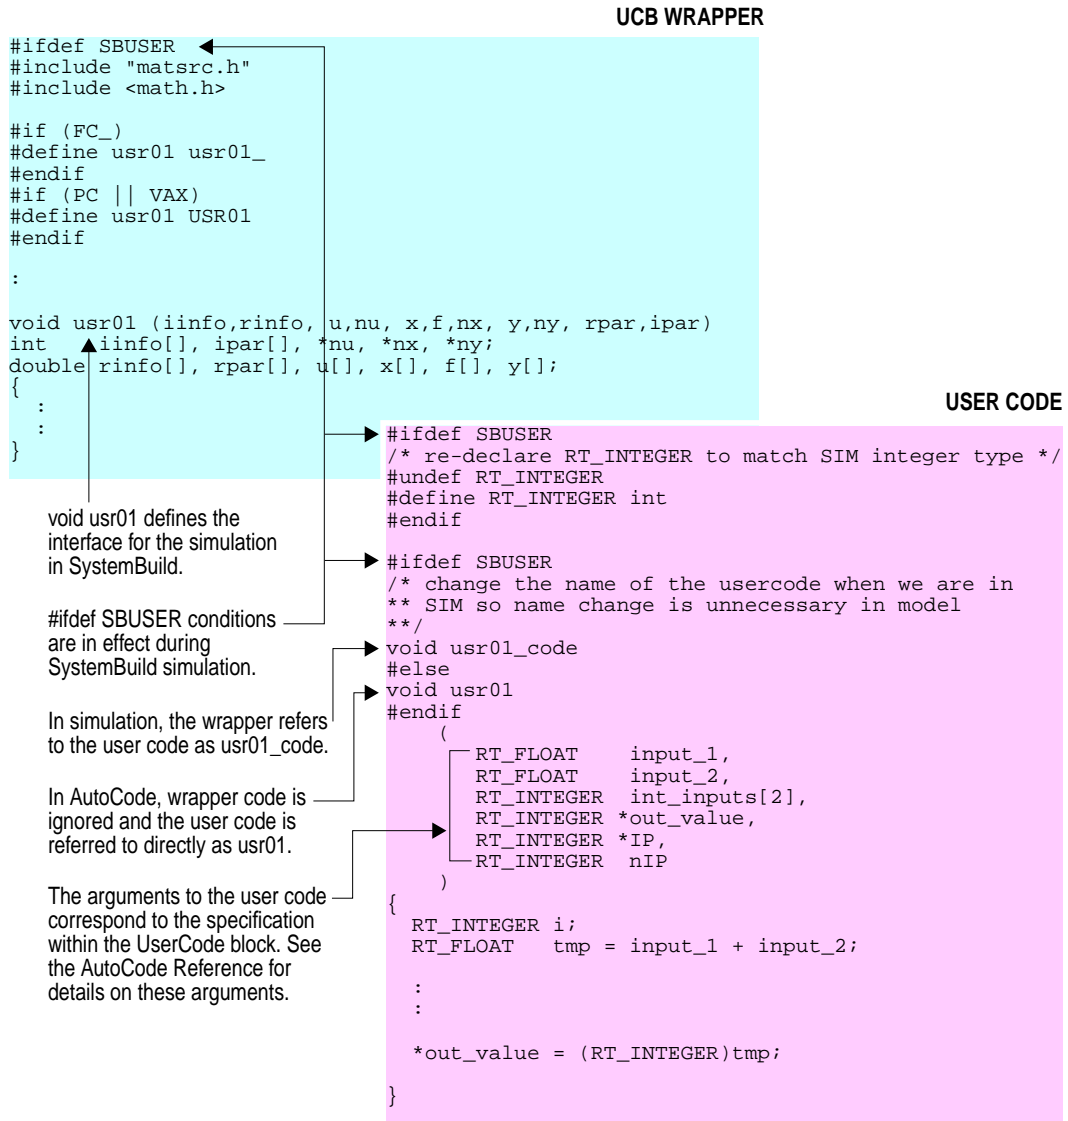 UCB WRAPPER
#ifdef SBUSER
#include "matsrc.h"
#include <math.h>
#if (FC_)
#define usr01 usr01_
#endif
#if (PC || VAX)
#define usr01 USR01
#endif
:
void usr01 (iinfo,rinfo, u,nu, x,f,nx, y,ny, rpar,ipar)
int iinfo[], ipar[], *nu, *nx, *ny;
double rinfo[], rpar[], u[], x[], f[], y[];
{
:
:
}
void usr01 defines the
interface for the simulation
in SystemBuild.
#ifdef SBUSER conditions
are in effect during
SystemBuild simulation.
In simulation, the wrapper refers
to the user code as usr01_code.
In AutoCode, wrapper code is
ignored and the user code is
referred to directly as usr01.
The arguments to the user code
correspond to the specification
within the UserCode block. See
the AutoCode Reference for
details on these arguments.
USER CODE
#ifdef SBUSER
/* re-declare RT_INTEGER to match SIM integer type */
#undef RT_INTEGER
#define RT_INTEGER int
#endif
#ifdef SBUSER
/* change the name of the usercode when we are in
** SIM so name change is unnecessary in model
**/
void usr01_code
#else
void usr01
#endif
(
RT_FLOAT input_1,
RT_FLOAT input_2,
RT_INTEGER int_inputs[2],
RT_INTEGER *out_value,
RT_INTEGER *IP,
RT_INTEGER nIP
)
{
RT_INTEGER i;
RT_FLOAT tmp = input_1 + input_2;
:
:
*out_value = (RT_INTEGER)tmp;
}